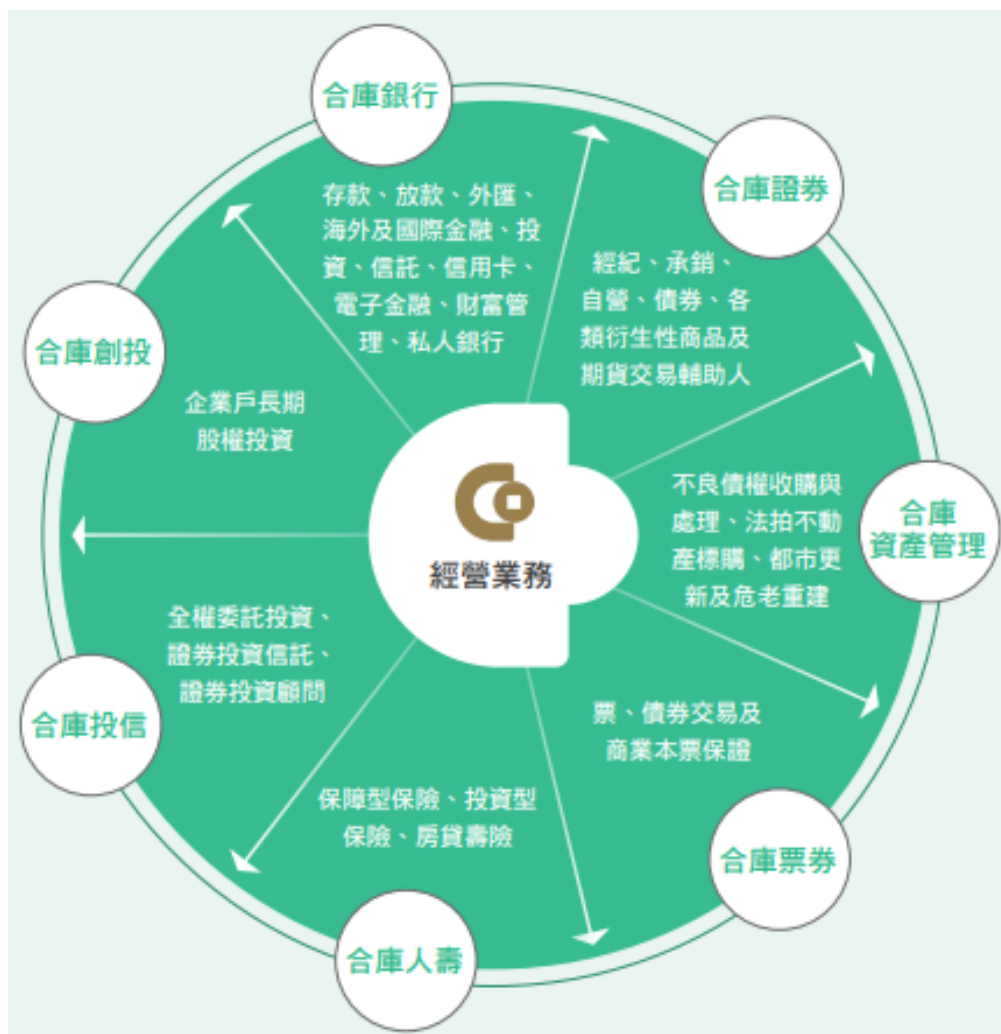 合庫銀行
存款、放款、外匯、
海外及國際金融、投
資、信託、信用卡、
電子金融、財富管
理、私人銀行
合庫證券
經紀、承銷、
自營、債券、各
類衍生性商品及
期貨交易輔助人
合庫
資產管理
不良債權收購與
處理、法拍不動
產標購、都市更
新及危老重建
合庫票券
票、債券交易及
商業本票保證
合庫人壽
保障型保險、投資型
保險、房貸壽險
合庫投信
全權委託投資、
證券投資信託、
證券投資顧問
合庫創投
企業戶長期
股權投資
經營業務